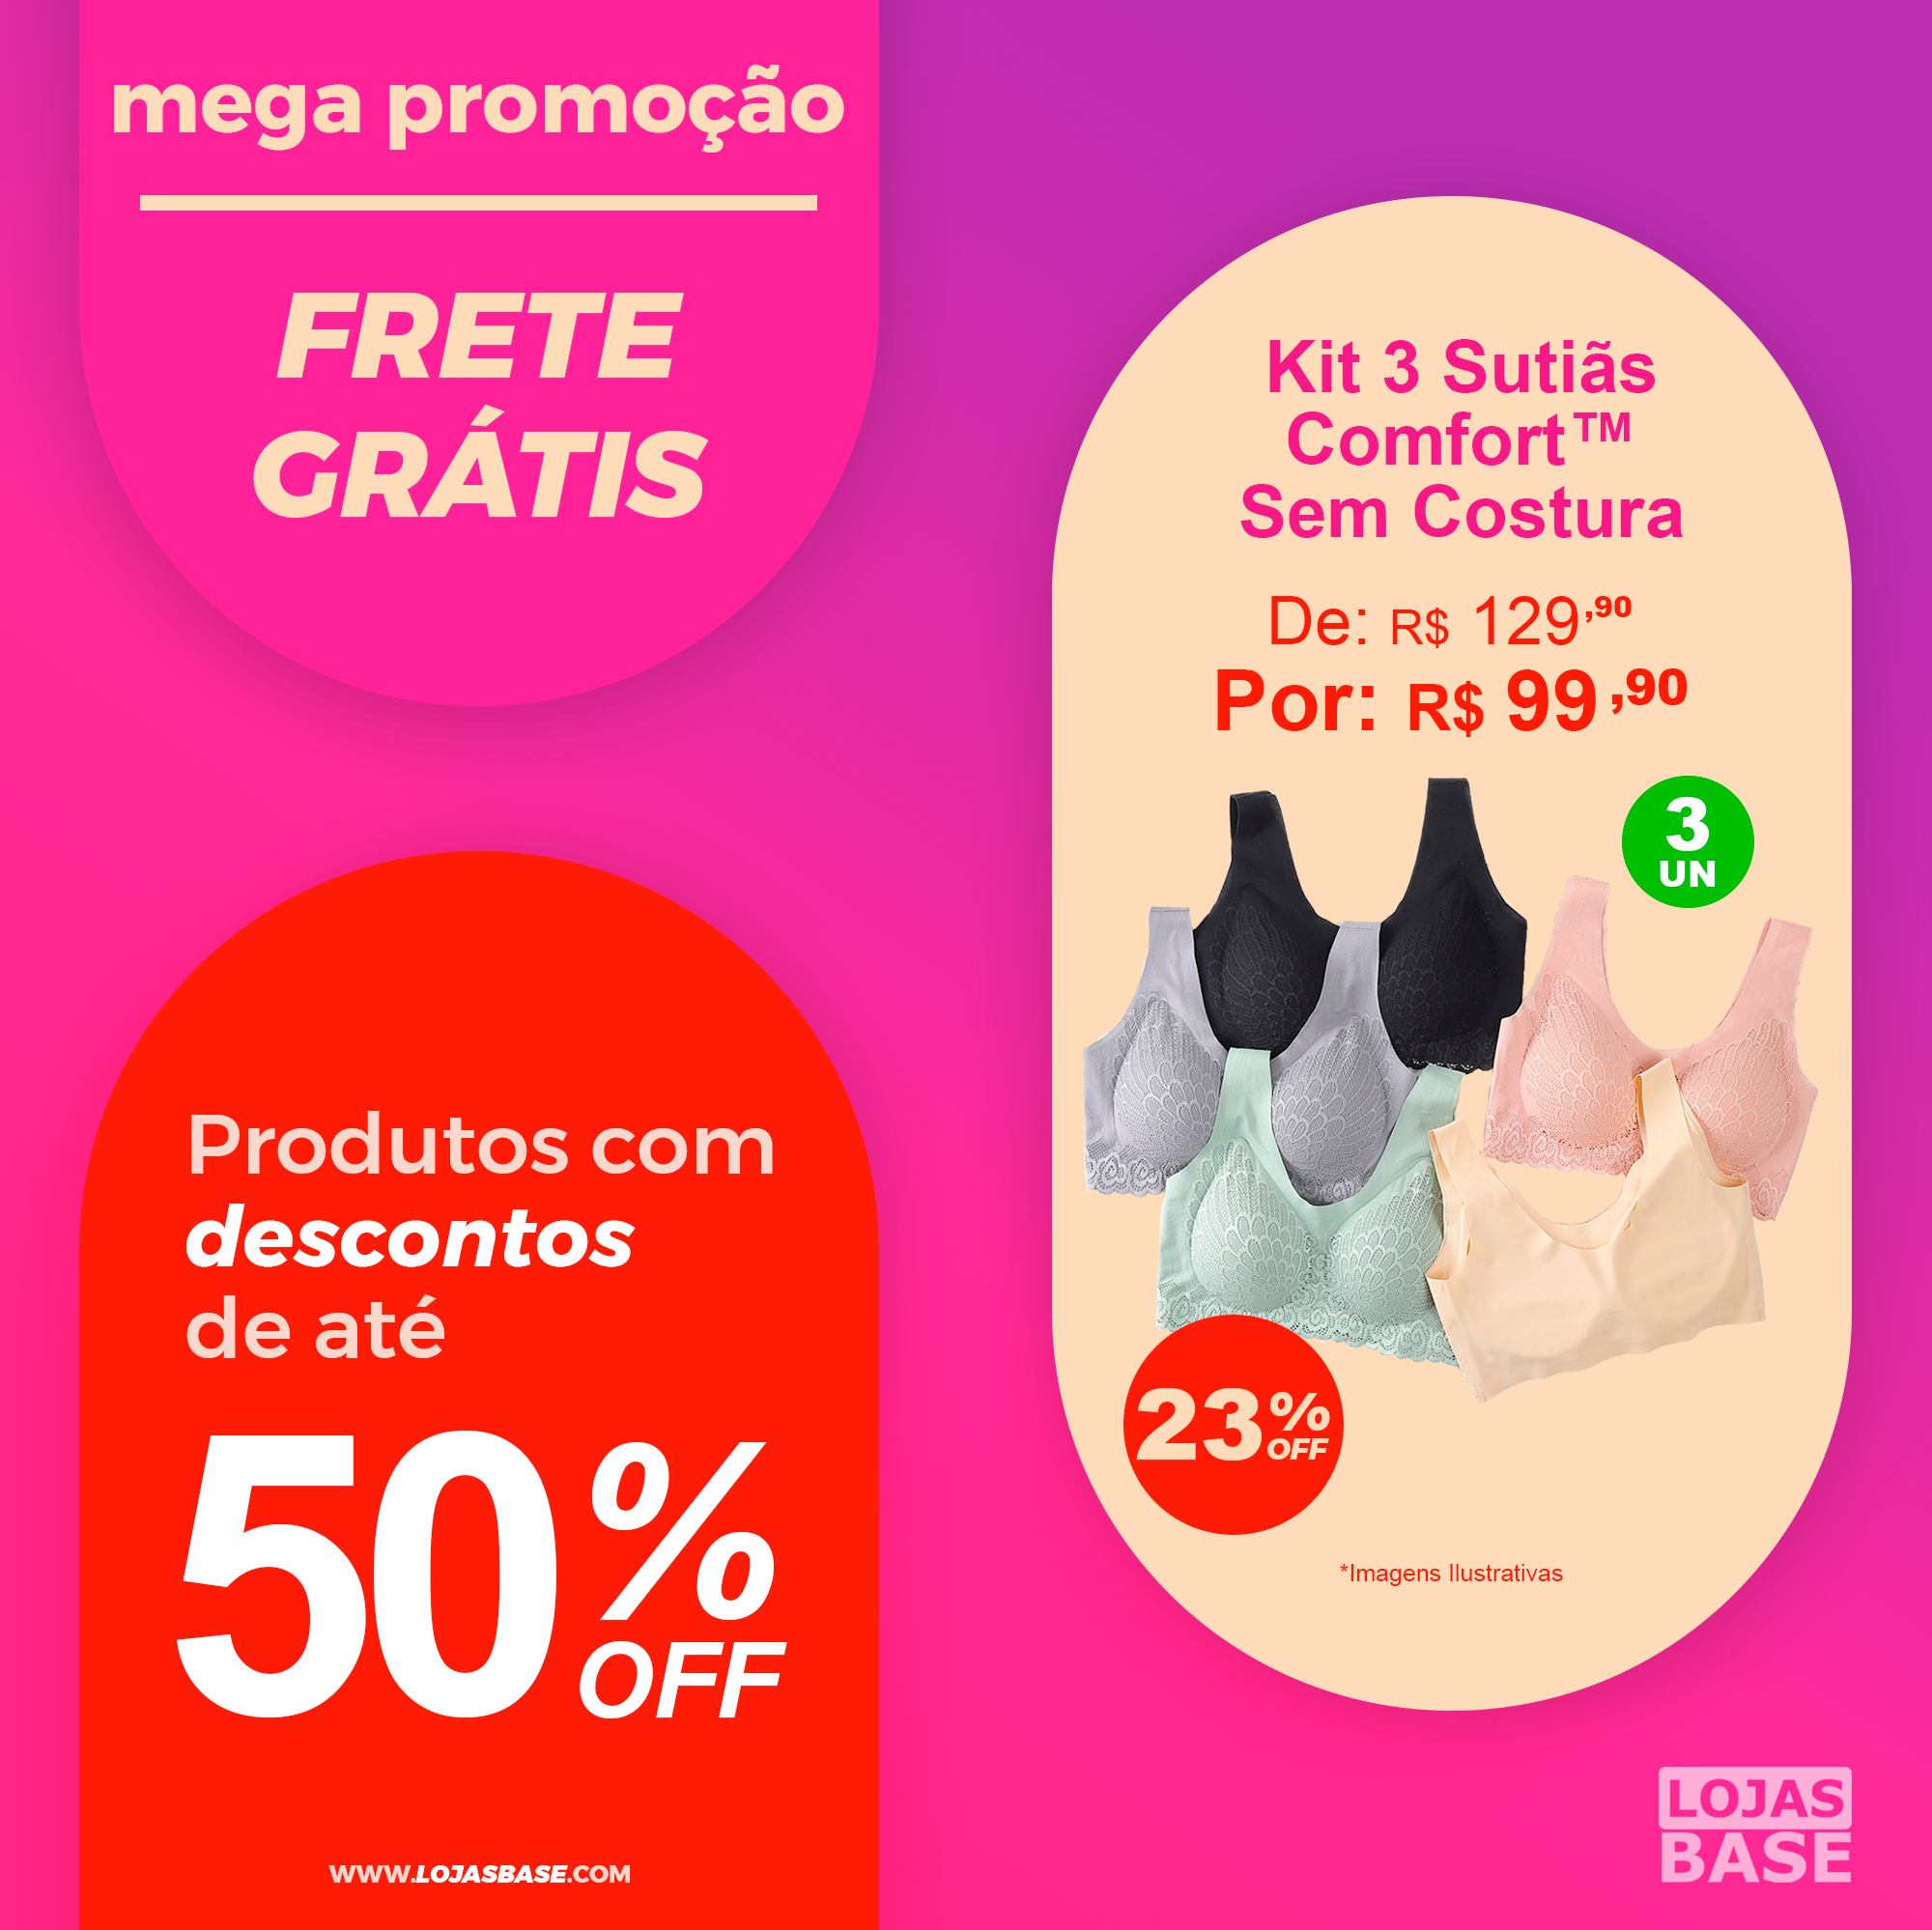 mega promoção
FRETE
GRÁTIS
Produtos com
descontos
de até
50%
OFF
WWW.LOJASBASE.COM
Kit 3 Sutiãs
Comfort™
Sem Costura
De: R$ 129,90
Por: R$ 99,90
3
UN
23%
OFF
*Imagens Ilustrativas
LOJAS
BASE